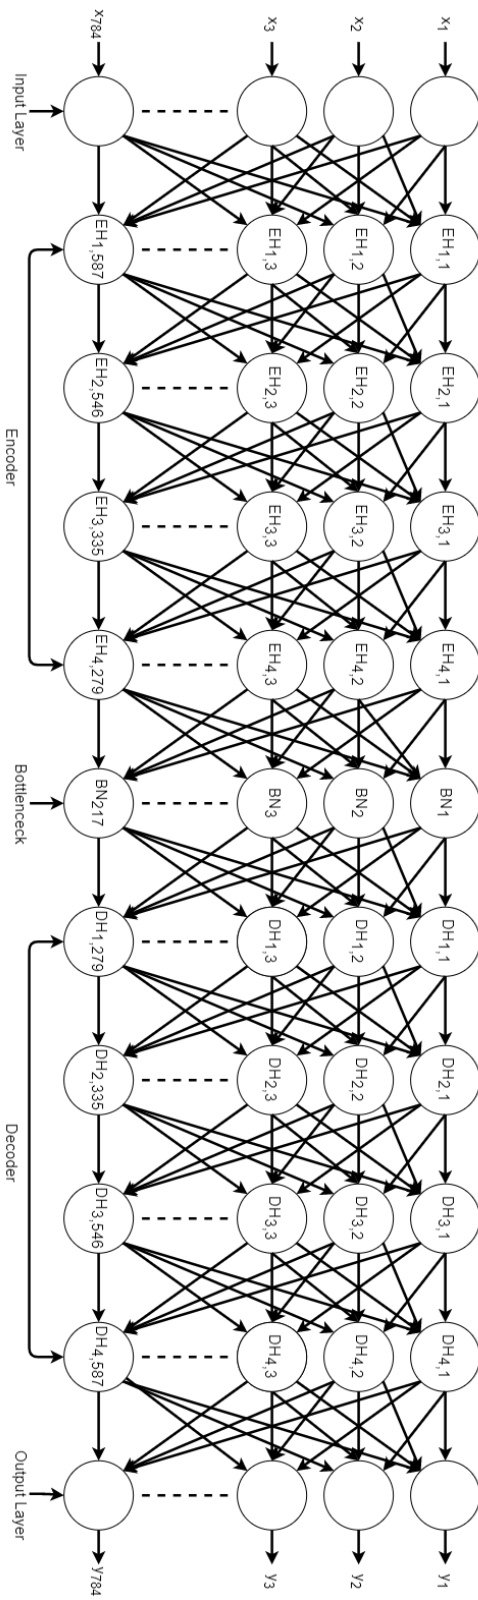 x1 EH1,1 EH2,1 EH3,1 EH4,1 BN1 DH1,1 DH2,1 DH3,1 DH4,1 y1
x2 EH1,2 EH2,2 EH3,2 EH4,2 BN2 DH1,2 DH2,2 DH3,2 DH4,2 y2
x3 EH1,3 EH2,3 EH3,3 EH4,3 BN3 DH1,3 DH2,3 DH3,3 DH4,3 y3
x784 EH1,587 EH2,546 EH3,335 EH4,279 BN217 DH1,279 DH2,335 DH3,546 DH4,587 y784
Input Layer Encoder Bottlenceck Decoder Output Layer